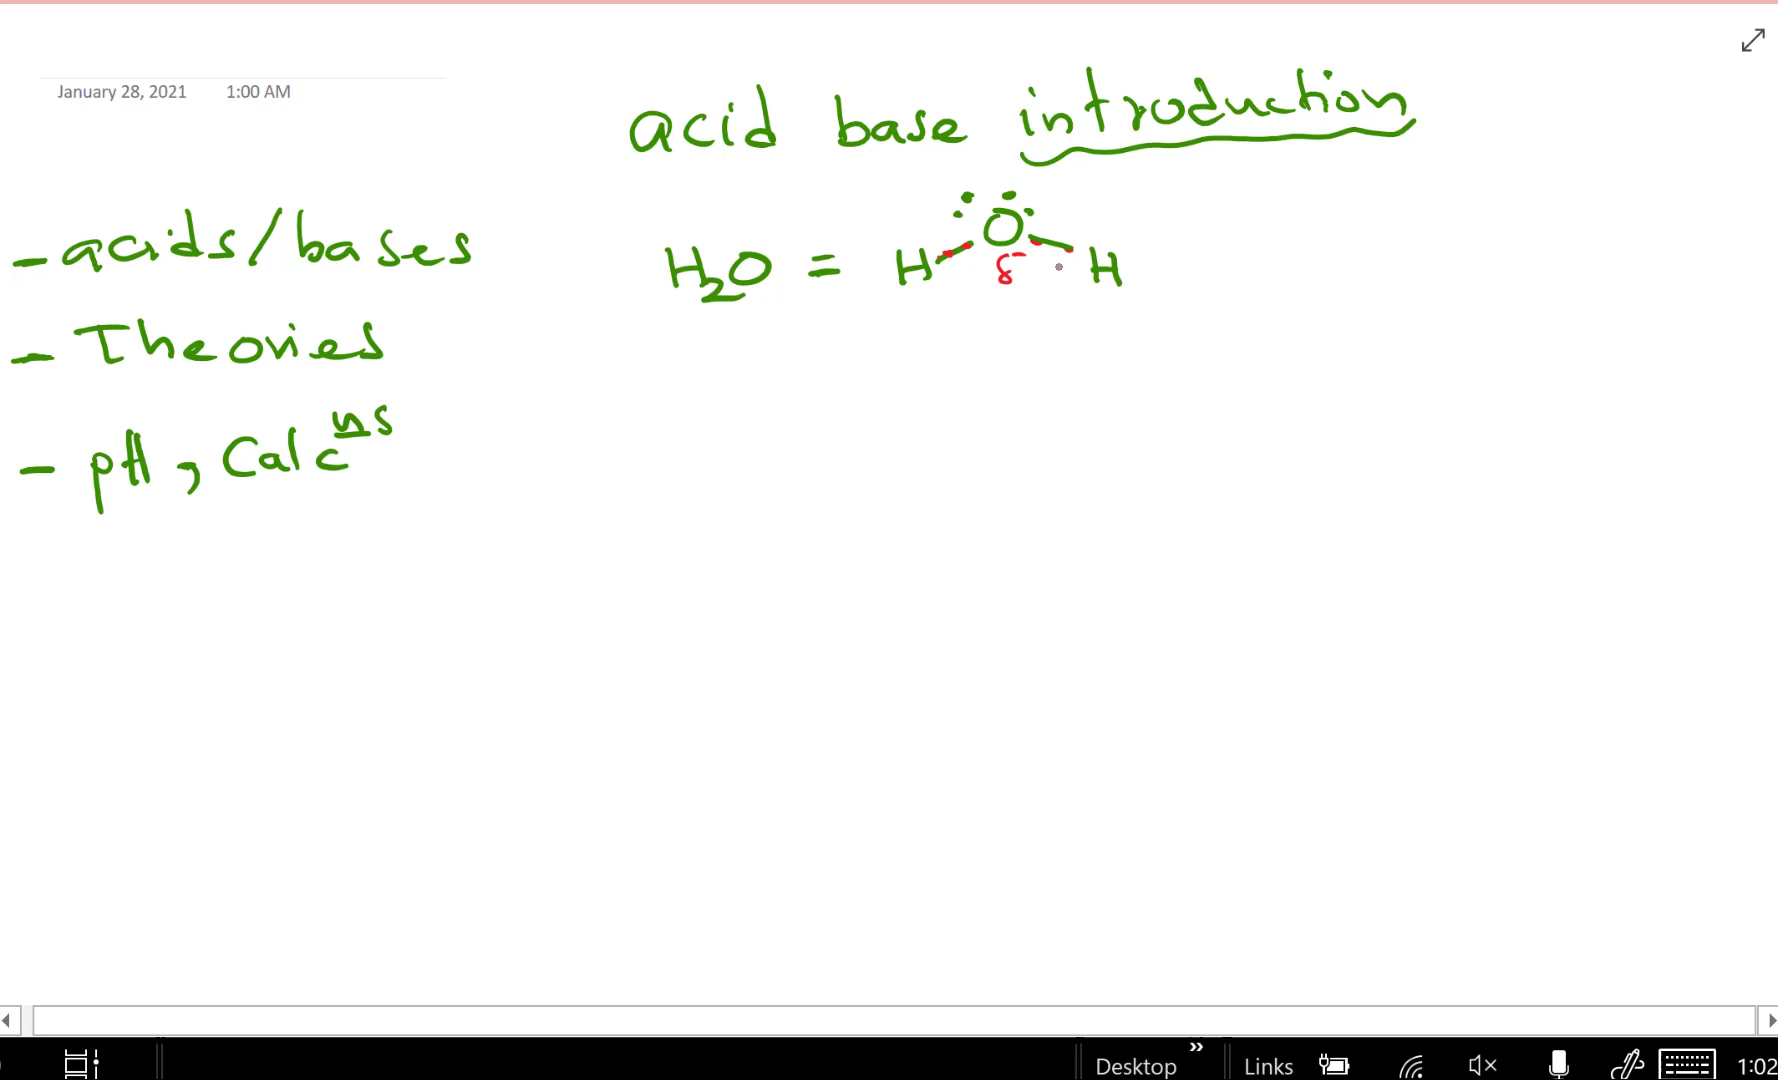 January 28, 2021 1:00 AM
acid base introduction
- acids/bases
- Theories
- pH, Calcns
H2O = H O H
δ-
Desktop
Links
1:02